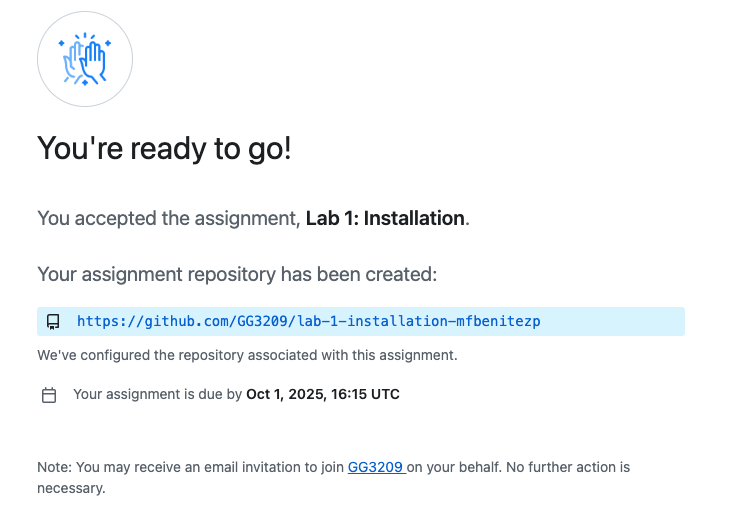 You're ready to go!
You accepted the assignment, Lab 1: Installation.
Your assignment repository has been created:
https://github.com/GG3209/lab-1-installation-mfbenitezp
We've configured the repository associated with this assignment.
Your assignment is due by Oct 1, 2025, 16:15 UTC
Note: You may receive an email invitation to join GG3209 on your behalf. No further action is
necessary.